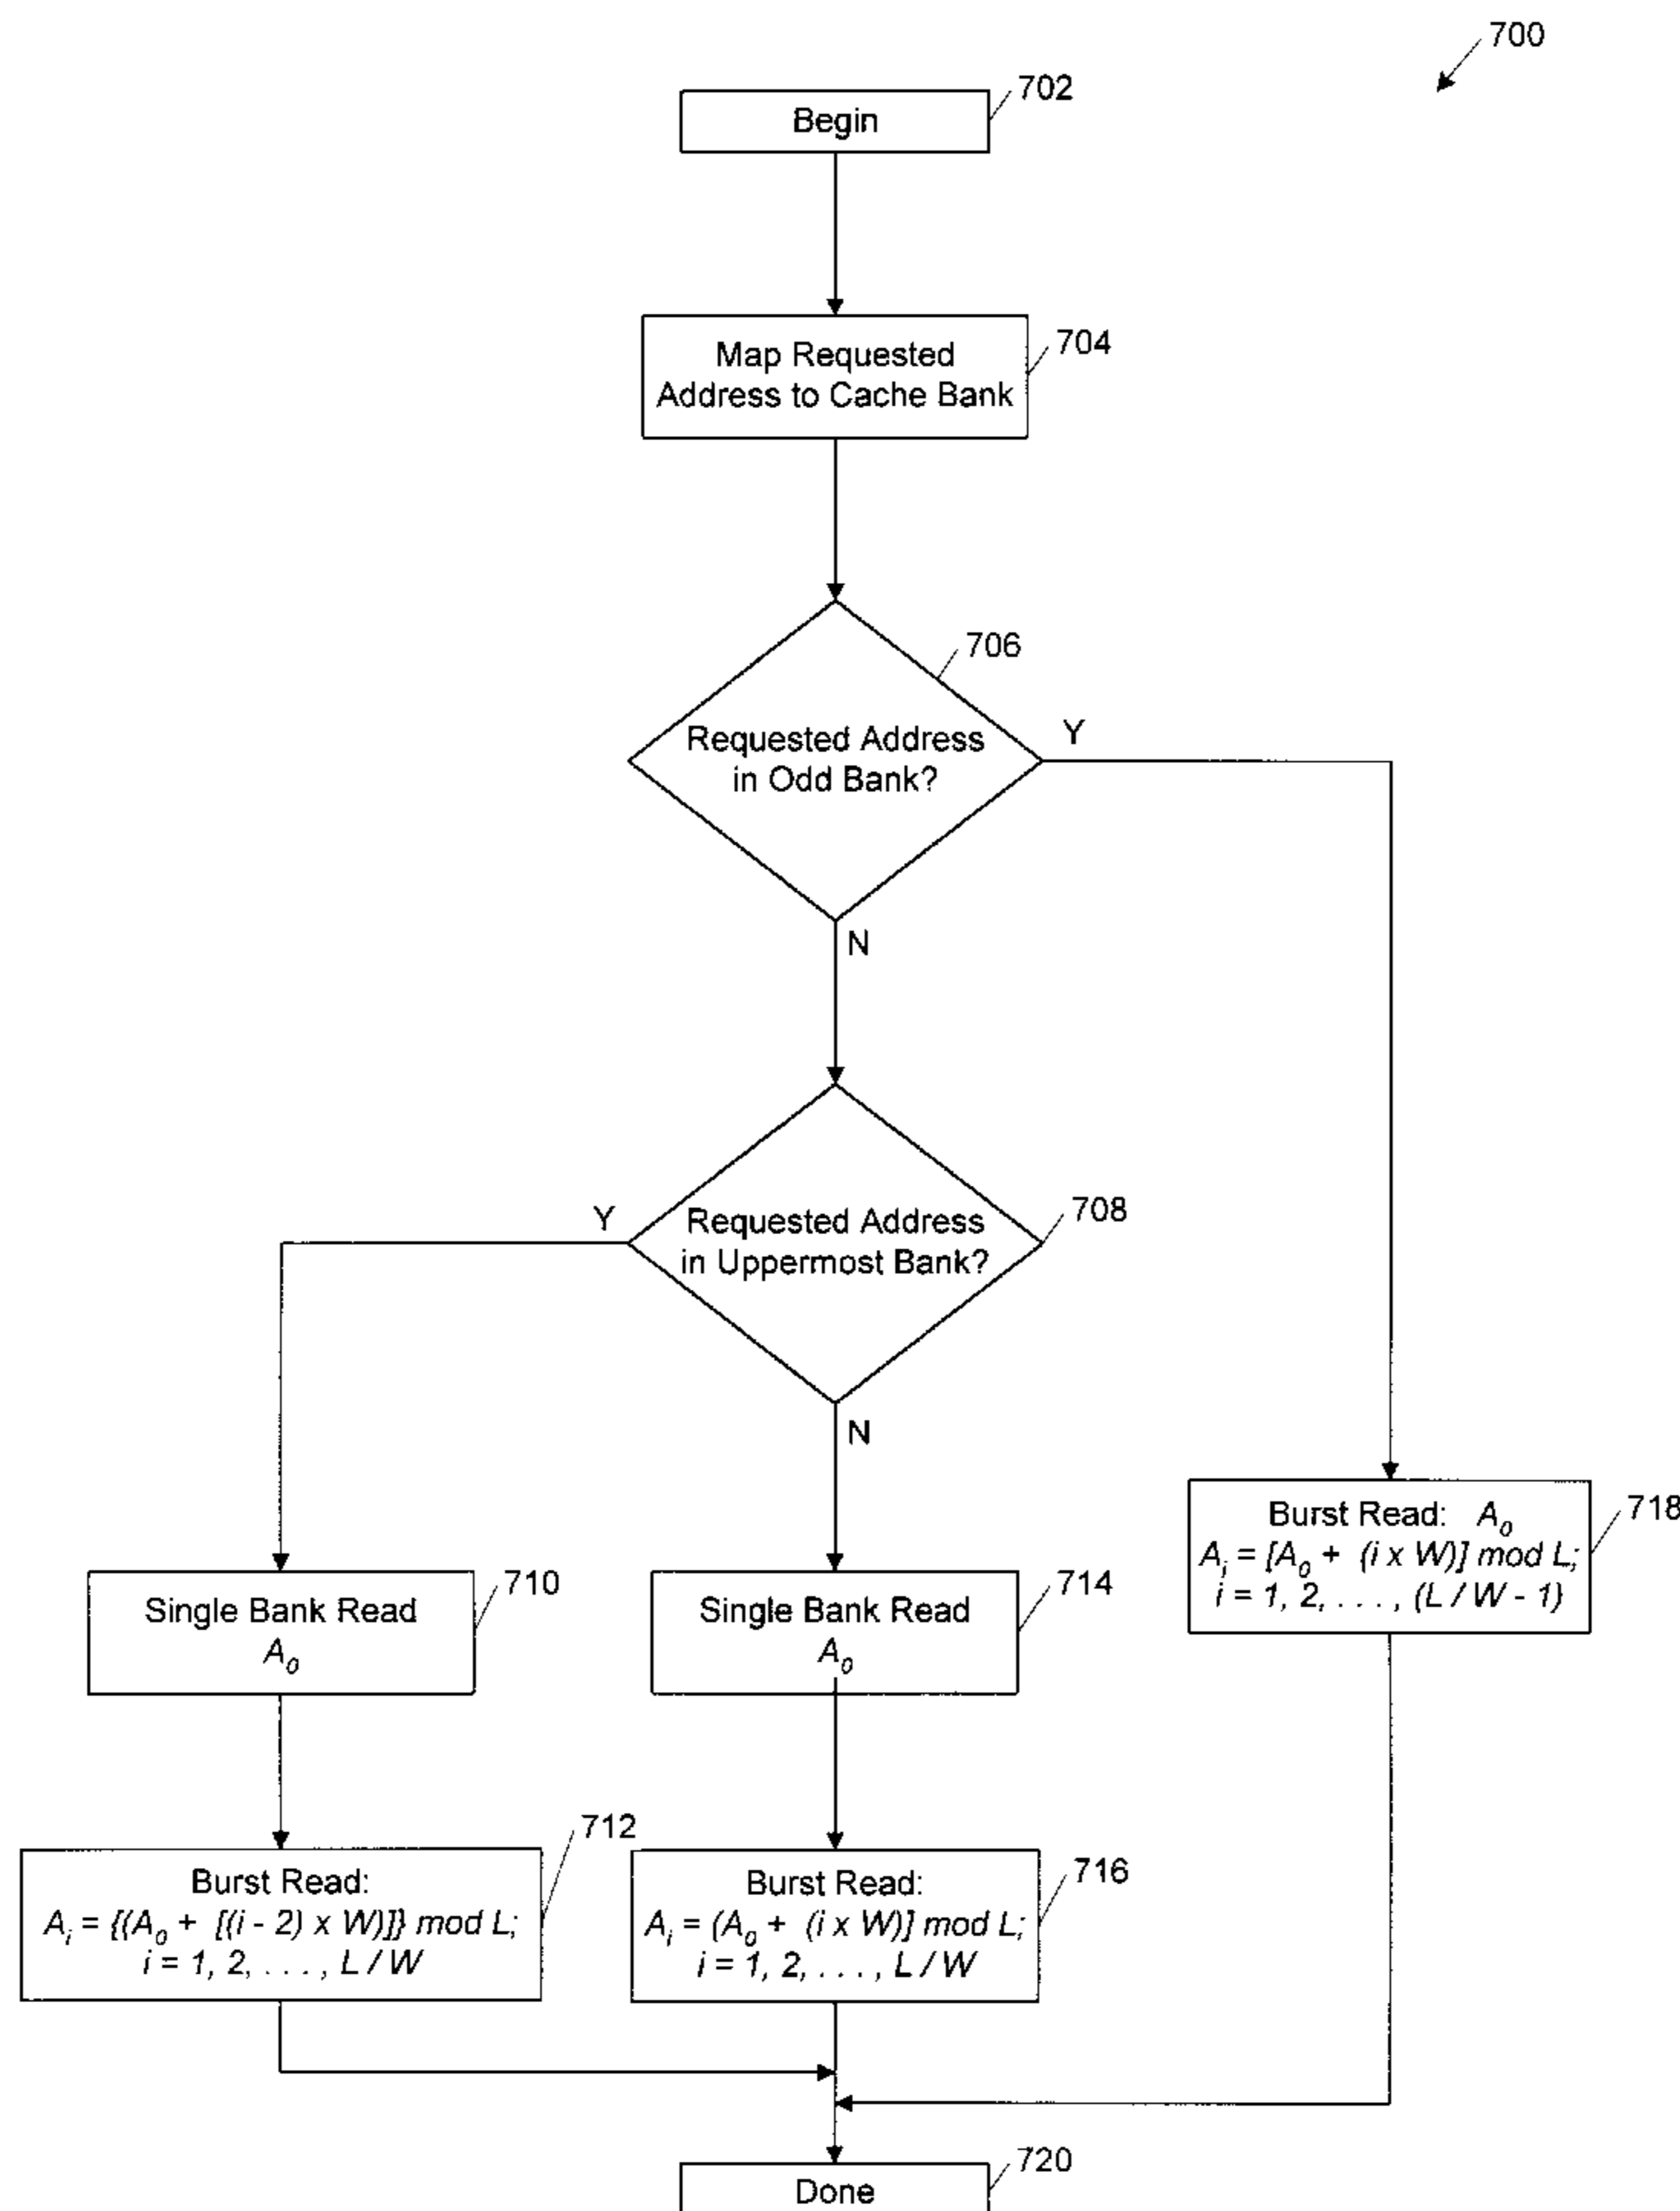 700
702
Begin
704
Map Requested
Address to Cache Bank
706
Requested Address
in Odd Bank?
Y
N
708
Requested Address
in Uppermost Bank?
Y
N
718
Burst Read: A₀
Aᵢ = [A₀ + (i x W)] mod L;
i = 1, 2, . . . , (L / W - 1)
710
Single Bank Read
A₀
714
Single Bank Read
A₀
712
Burst Read:
Aᵢ = {(A₀ + [(i - 2) x W)]} mod L;
i = 1, 2, . . . , L / W
716
Burst Read:
Aᵢ = (A₀ + (i x W)] mod L;
i = 1, 2, . . . , L / W
720
Done